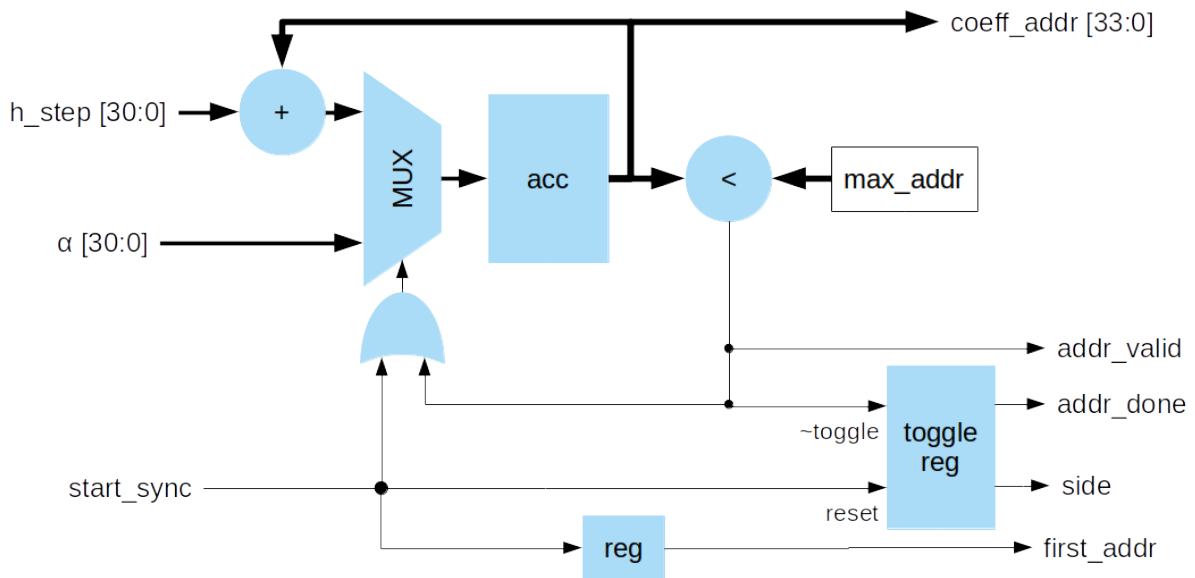 coeff_addr [33:0]
h_step [30:0]
+
MUX
acc
<
max_addr
α [30:0]
addr_valid
addr_done
~toggle
toggle
reg
start_sync
side
reset
reg
first_addr